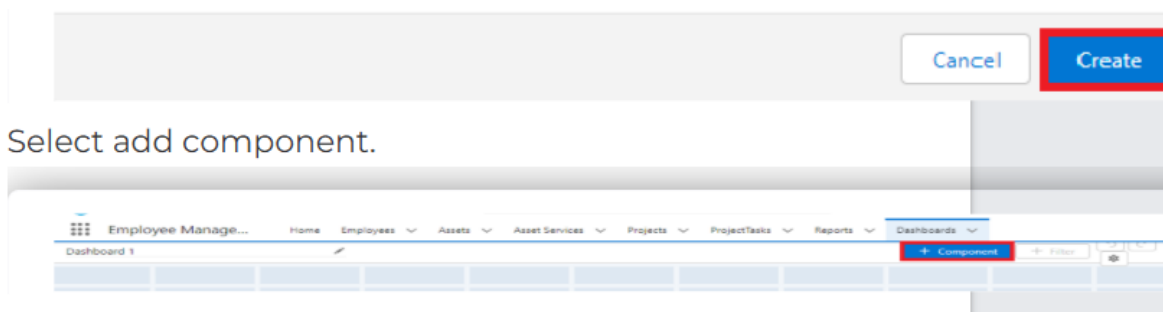 Cancel Create
Select add component.
Employee Manage... Home Employees Assets Asset Services Projects ProjectTasks Reports Dashboards
Dashboard 1 + Component + Filter